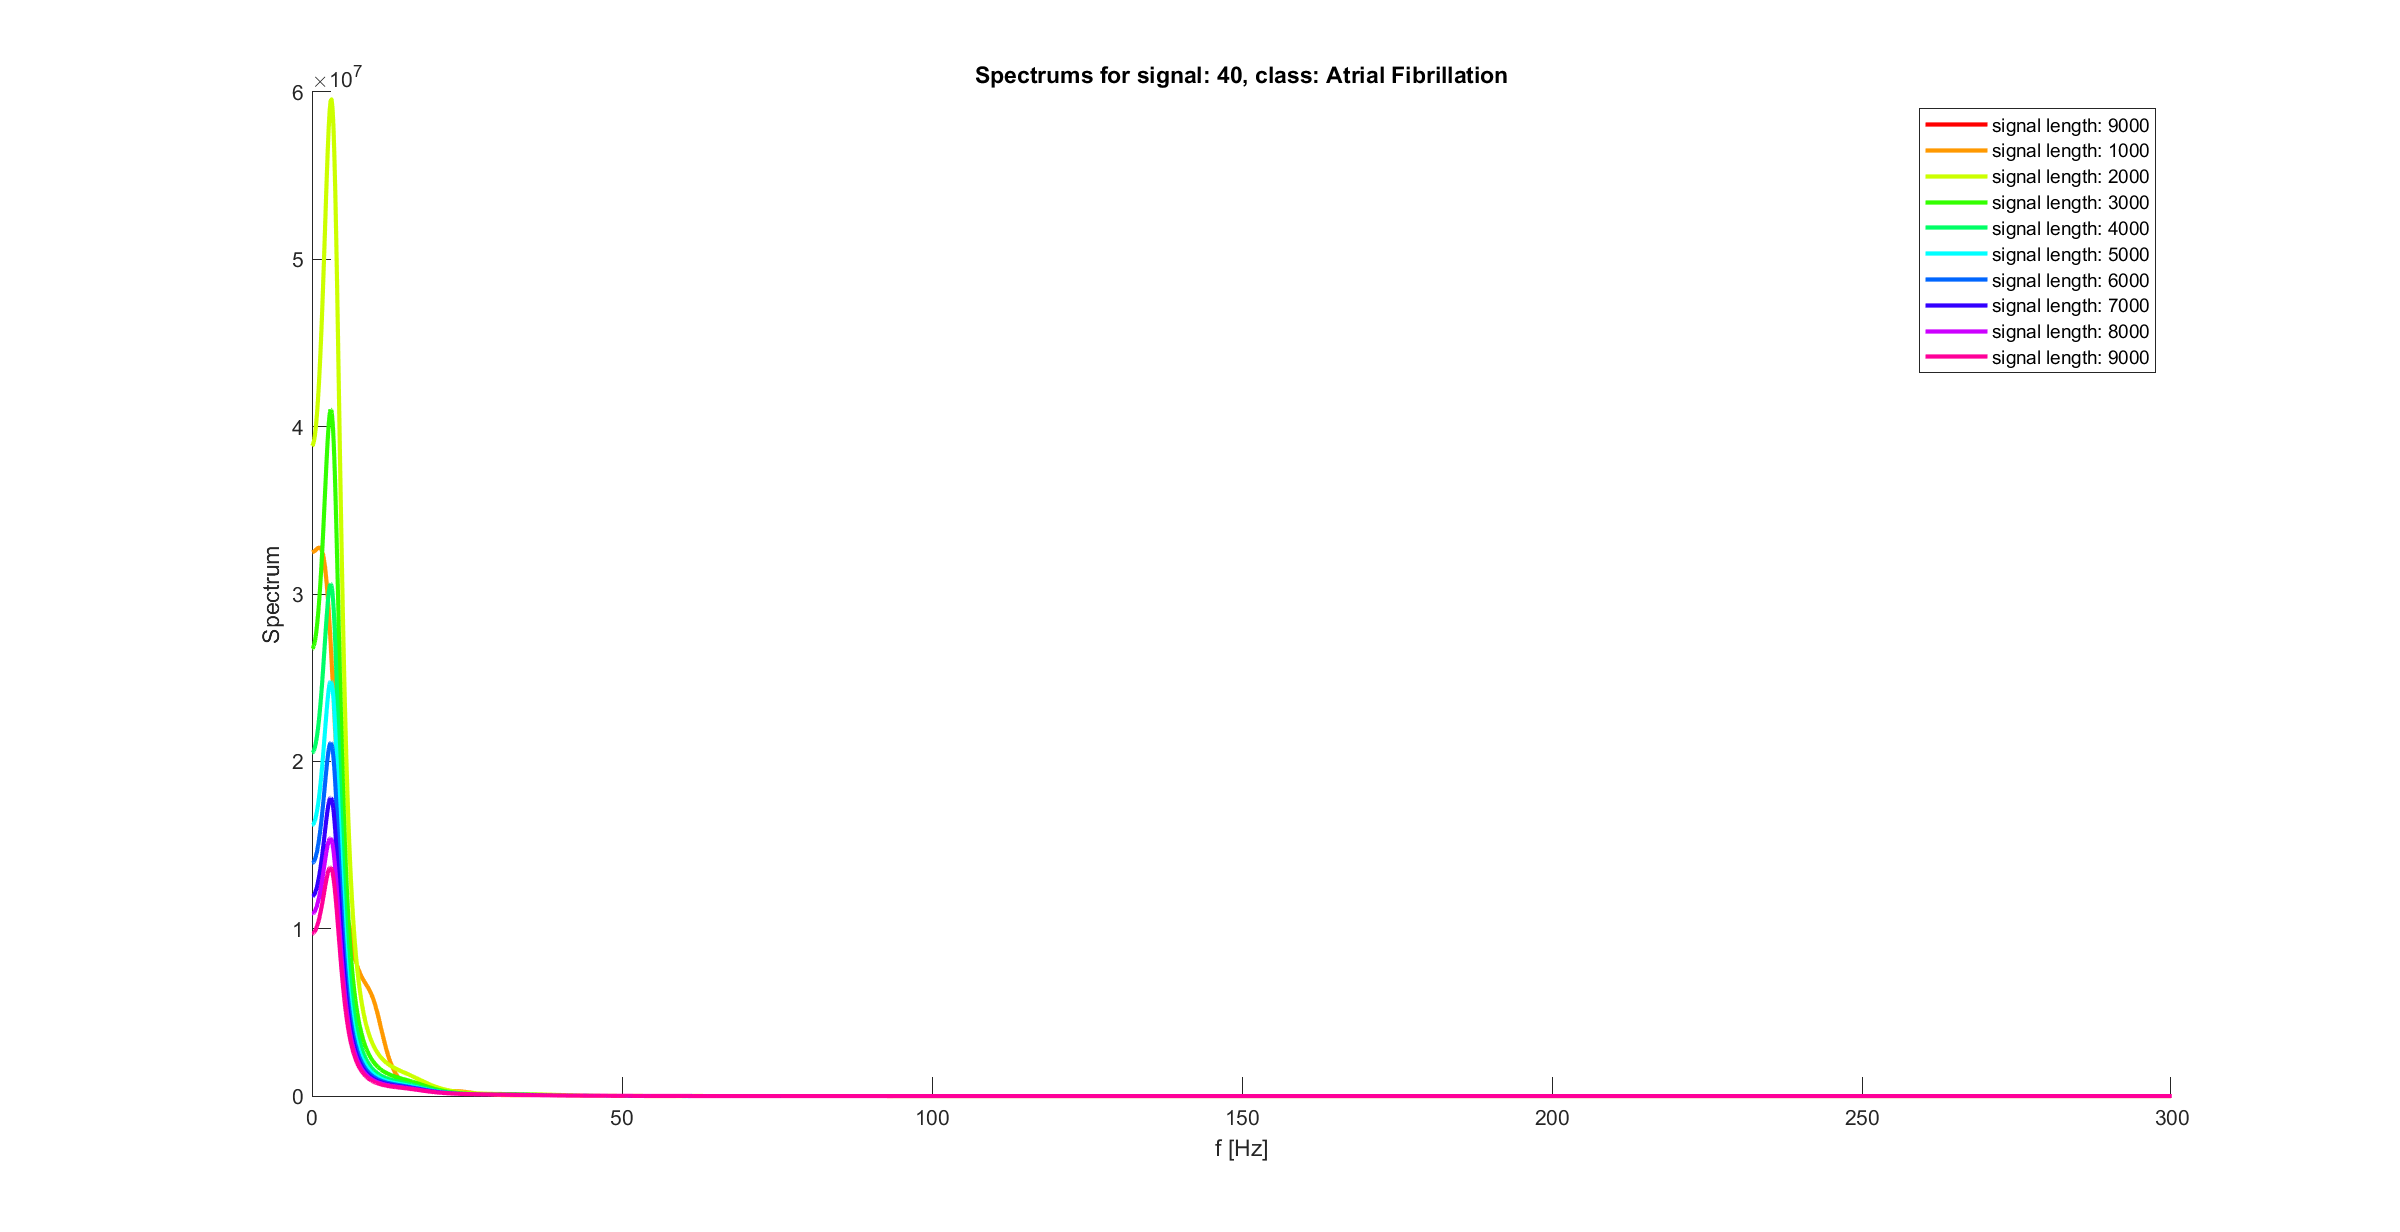 Spectrums for signal: 40, class: Atrial Fibrillation
×10^7
6
5
4
3
2
1
0
Spectrum
0 50 100 150 200 250 300
f [Hz]
signal length: 9000
signal length: 1000
signal length: 2000
signal length: 3000
signal length: 4000
signal length: 5000
signal length: 6000
signal length: 7000
signal length: 8000
signal length: 9000